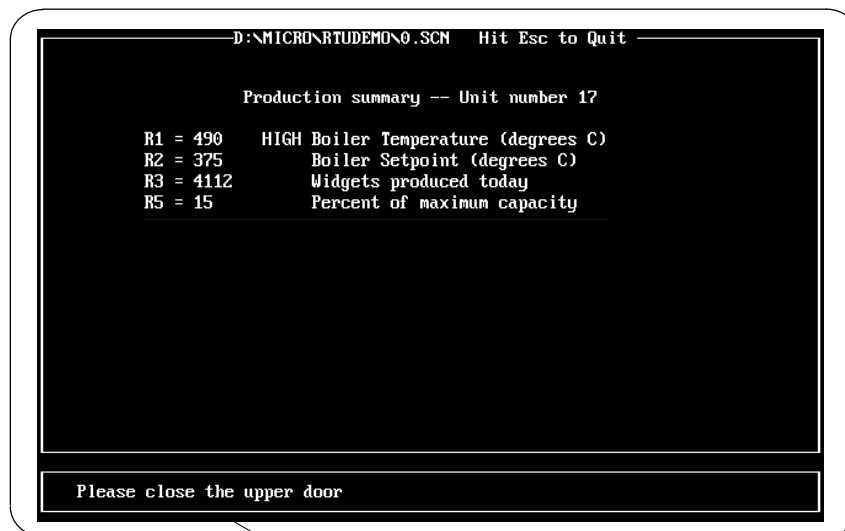 D:\MICRO\RTUDEMO\0.SCN Hit Esc to Quit
Production summary -- Unit number 17
R1 = 490 HIGH Boiler Temperature (degrees C)
R2 = 375 Boiler Setpoint (degrees C)
R3 = 4112 Widgets produced today
R5 = 15 Percent of maximum capacity
Please close the upper door